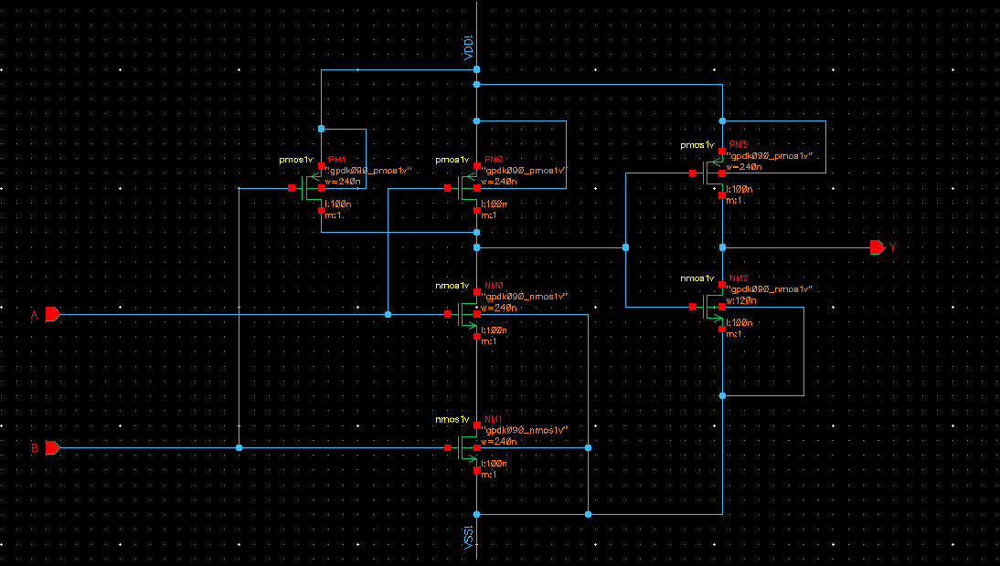 VDD!
pmos1v PM2
"gpdk090_pmos1v"
w=240n
l:100n
m:1
pmos1v PM1
"gpdk090_pmos1v"
w=240n
l:100n
m:1
pmos1v PM0
"gpdk090_pmos1v"
w=240n
l:100n
m:1
Y
nmos1v NM2
"gpdk090_nmos1v"
w:120n
l:100n
m:1
nmos1v NM0
"gpdk090_nmos1v"
w=240n
l:100n
m:1
A
nmos1v NM1
"gpdk090_nmos1v"
w=240n
l:100n
m:1
B
VSS!